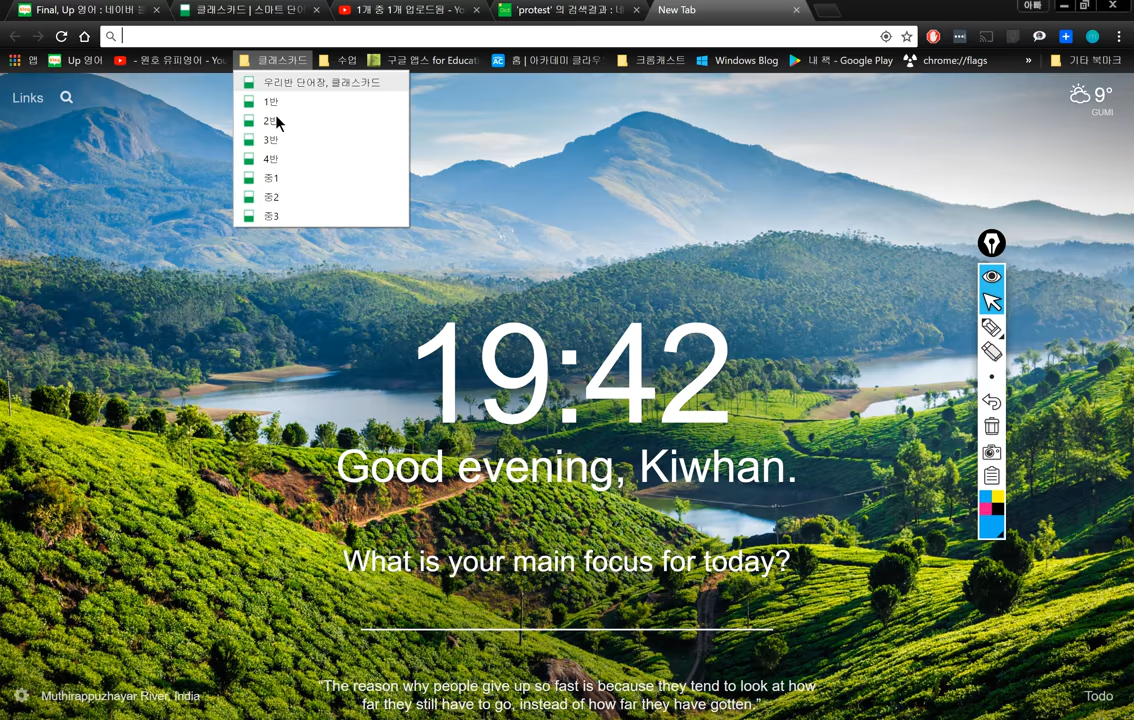 Final, Up 영어 : 네이버 블
클래스카드 | 스마트 단어
1개 중 1개 업로드됨 - Yo
'protest' 의 검색결과 : 네
New Tab
아빠
앱
Up 영어
- 원호 유피영어 - You
클래스카드
수업
구글 앱스 for Educati
홈 | 아카데미 클라우
크롬캐스트
Windows Blog
내 책 - Google Play
chrome://flags
»
기타 북마크
우리반 단어장, 클래스카드
1반
2반
3반
4반
중1
중2
중3
Links
9°
GUMI
19:42
Good evening, Kiwhan.
What is your main focus for today?
Muthirappuzhayar River, India
"The reason why people give up so fast is because they tend to look at how
far they still have to go, instead of how far they have gotten."
Todo